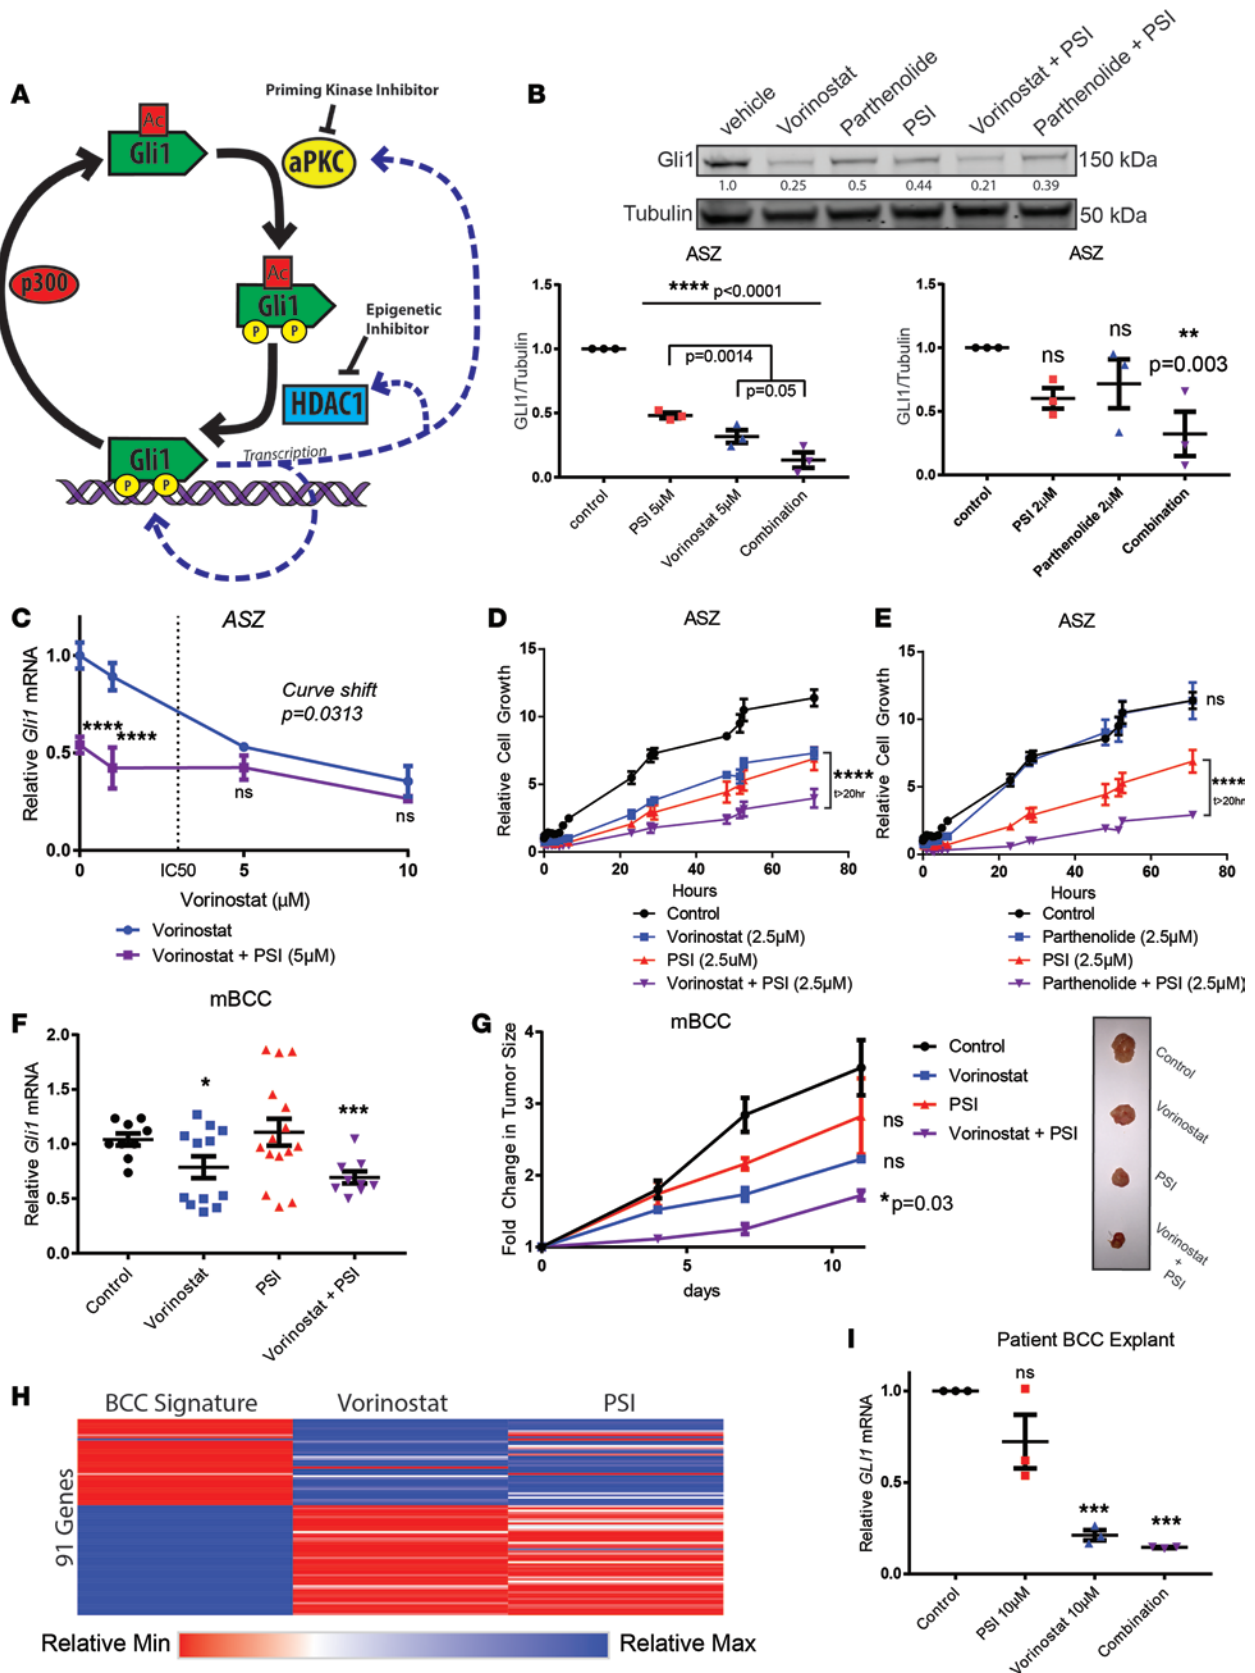 A
Priming Kinase Inhibitor
Ac
Gli1
aPKC
p300
Ac
Gli1
P P
Epigenetic
Inhibitor
HDAC1
Gli1
P P
Transcription
B
vehicle
Vorinostat
Parthenolide
PSI
Vorinostat + PSI
Parthenolide + PSI
Gli1
150 kDa
1.0 0.25 0.5 0.44 0.21 0.39
Tubulin
50 kDa
ASZ
GLI1/Tubulin
1.5
1.0
0.5
0.0
**** p<0.0001
p=0.0014
p=0.05
control
PSI 5µM
Vorinostat 5µM
Combination
ASZ
GLI1/Tubulin
1.5
1.0
0.5
0.0
ns
ns
**
p=0.003
control
PSI 2µM
Parthenolide 2µM
Combination
C
ASZ
Relative Gli1 mRNA
1.0
0.5
0.0
Curve shift
p=0.0313
****
****
ns
ns
0 IC50 5 10
Vorinostat (µM)
Vorinostat
Vorinostat + PSI (5µM)
D
ASZ
Relative Cell Growth
15
10
5
0
****
t>20hr
0 20 40 60 80
Hours
Control
Vorinostat (2.5µM)
PSI (2.5uM)
Vorinostat + PSI (2.5µM)
E
ASZ
Relative Cell Growth
15
10
5
0
ns
****
t>20hr
0 20 40 60 80
Hours
Control
Parthenolide (2.5µM)
PSI (2.5µM)
Parthenolide + PSI (2.5µM)
F
mBCC
Relative Gli1 mRNA
2.0
1.5
1.0
0.5
0.0
*
***
Control
Vorinostat
PSI
Vorinostat + PSI
G
mBCC
Fold Change in Tumor Size
4
3
2
1
ns
ns
*p=0.03
0 5 10
days
Control
Vorinostat
PSI
Vorinostat + PSI
Control
Vorinostat
PSI
Vorinostat
+
PSI
H
BCC Signature Vorinostat PSI
91 Genes
Relative Min
Relative Max
I
Patient BCC Explant
Relative GLI1 mRNA
1.0
0.5
0.0
ns
***
***
Control
PSI 10µM
Vorinostat 10µM
Combination